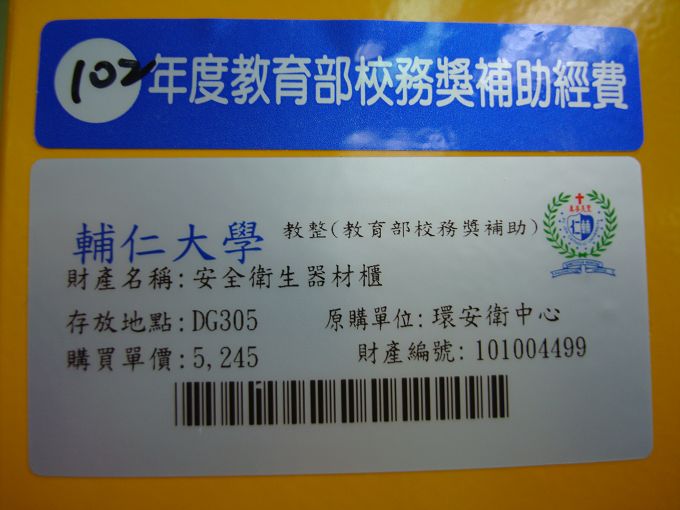 102年度教育部校務獎補助經費
輔仁大學 教整(教育部校務獎補助)
財產名稱:安全衛生器材櫃
存放地點:DG305 原購單位:環安衛中心
購買單價:5,245 財產編號:101004499